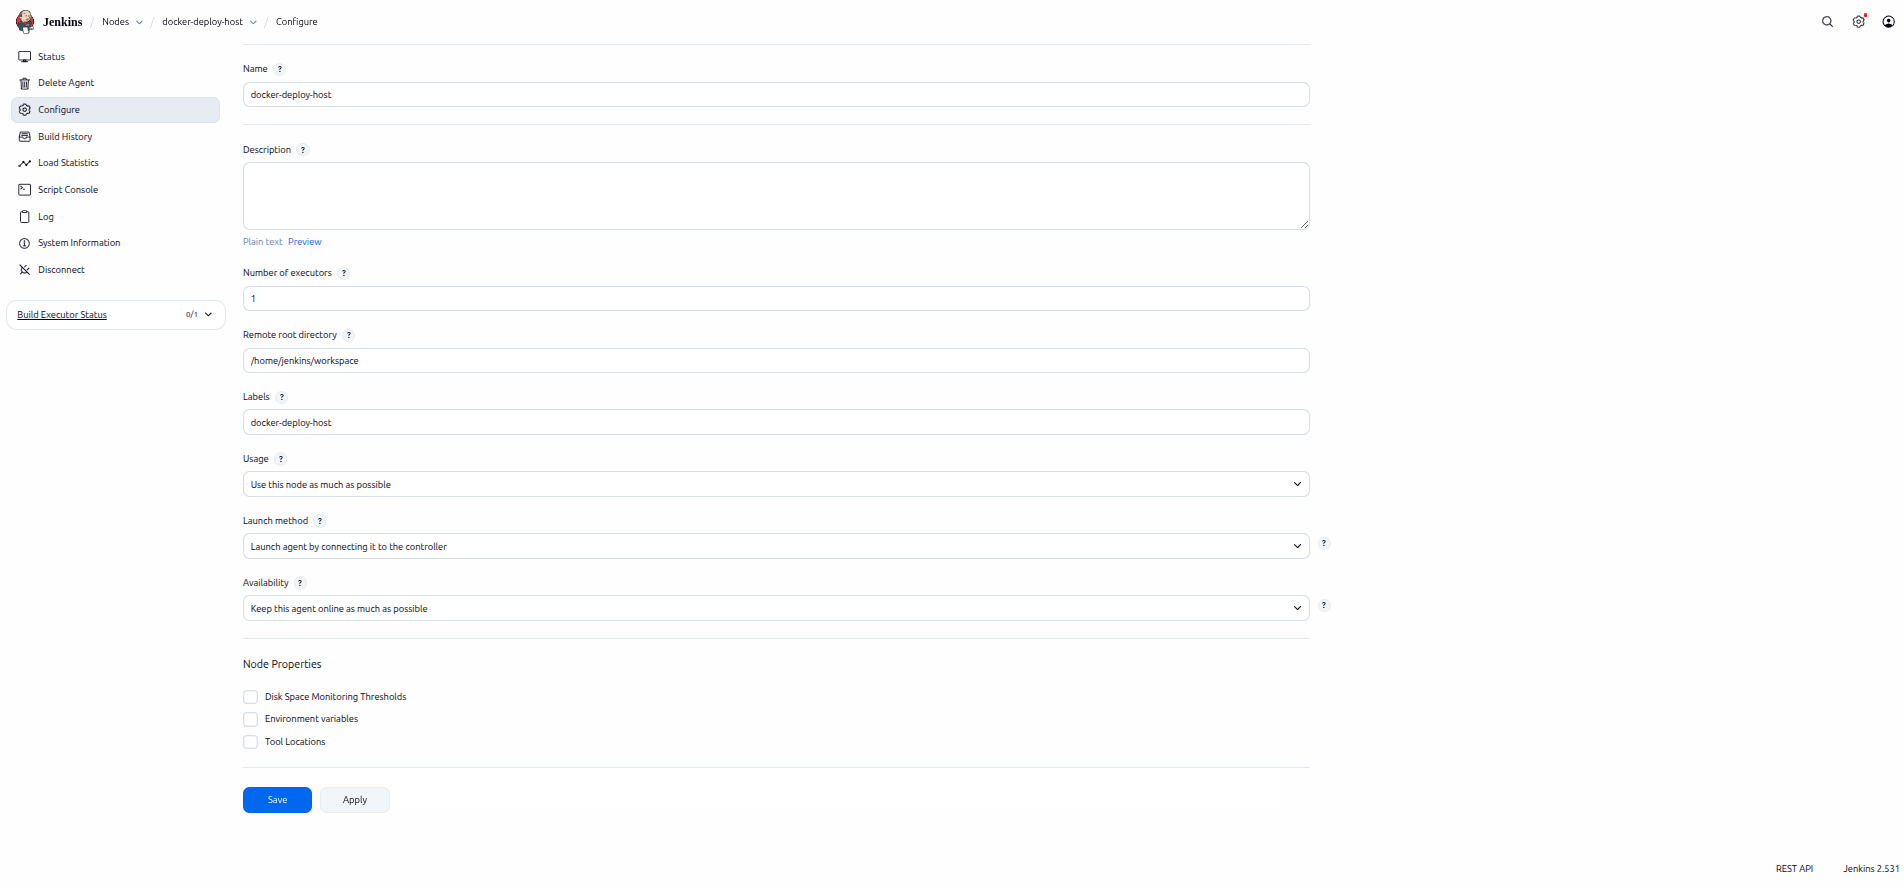 Jenkins / Nodes / docker-deploy-host / Configure
Status
Delete Agent
Configure
Build History
Load Statistics
Script Console
Log
System Information
Disconnect
Build Executor Status 0/1
Name ?
docker-deploy-host
Description ?
Plain text Preview
Number of executors ?
1
Remote root directory ?
/home/jenkins/workspace
Labels ?
docker-deploy-host
Usage ?
Use this node as much as possible
Launch method ?
Launch agent by connecting it to the controller ?
Availability ?
Keep this agent online as much as possible ?
Node Properties
Disk Space Monitoring Thresholds
Environment variables
Tool Locations
Save Apply
REST API Jenkins 2.531